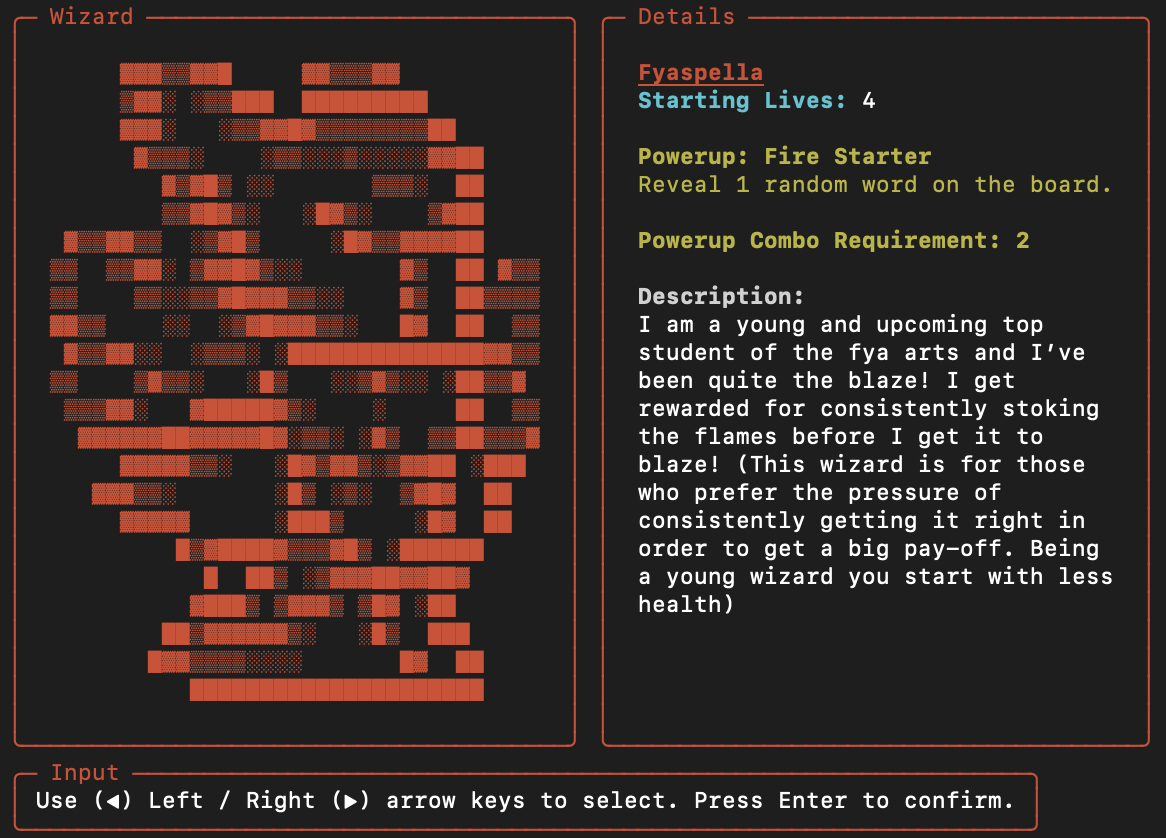 Wizard
Details
Fyaspella
Starting Lives: 4
Powerup: Fire Starter
Reveal 1 random word on the board.
Powerup Combo Requirement: 2
Description:
I am a young and upcoming top
student of the fya arts and I’ve
been quite the blaze! I get
rewarded for consistently stoking
the flames before I get it to
blaze! (This wizard is for those
who prefer the pressure of
consistently getting it right in
order to get a big pay-off. Being
a young wizard you start with less
health)
Input
Use (◀) Left / Right (▶) arrow keys to select. Press Enter to confirm.